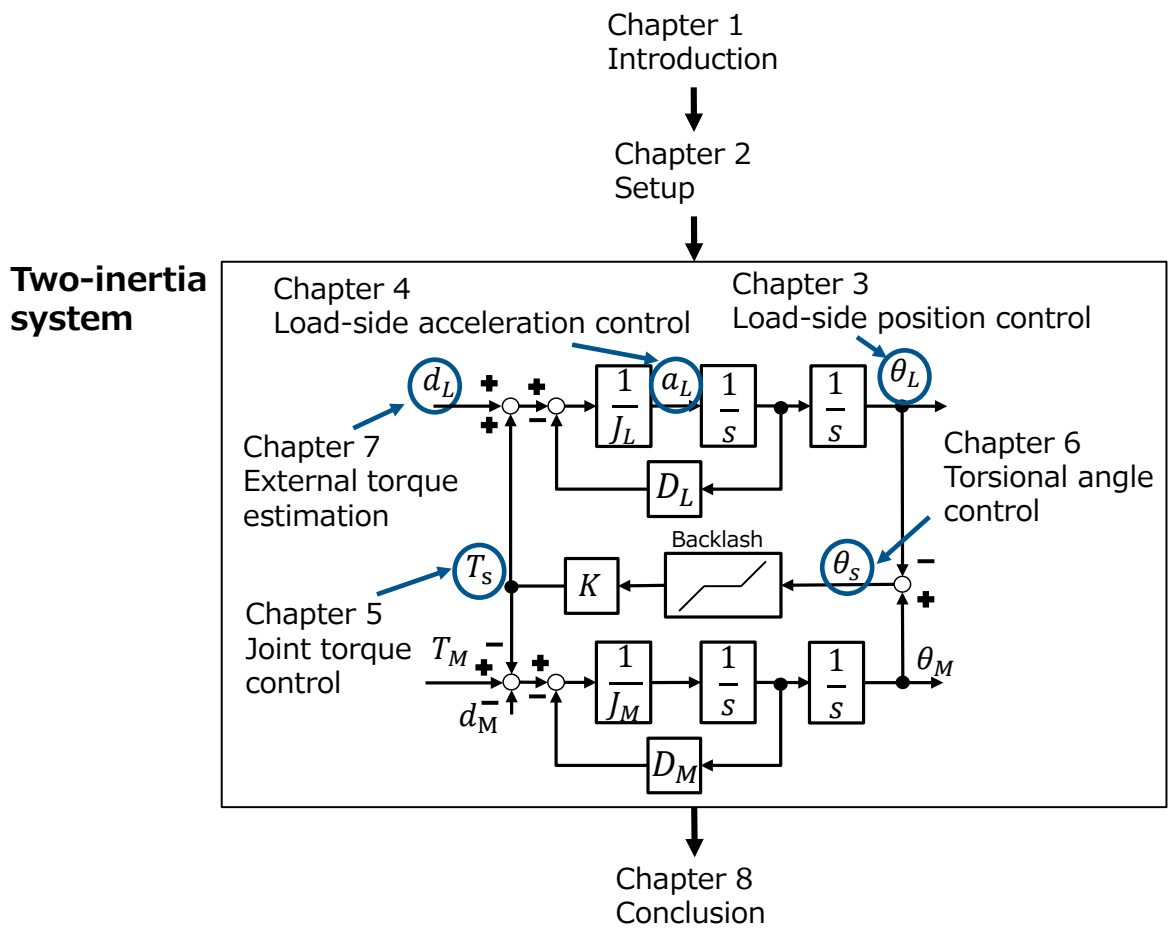 Chapter 1
Introduction
Chapter 2
Setup
Two-inertia
system
Chapter 4
Load-side acceleration control
Chapter 3
Load-side position control
d_L
+
+
+
−
1
J_L
a_L
1
s
1
s
θ_L
Chapter 7
External torque
estimation
D_L
Chapter 6
Torsional angle
control
Backlash
T_s
K
θ_s
−
+
Chapter 5
Joint torque
control
T_M
−
+
−
d_M
+
−
1
J_M
1
s
1
s
θ_M
D_M
Chapter 8
Conclusion